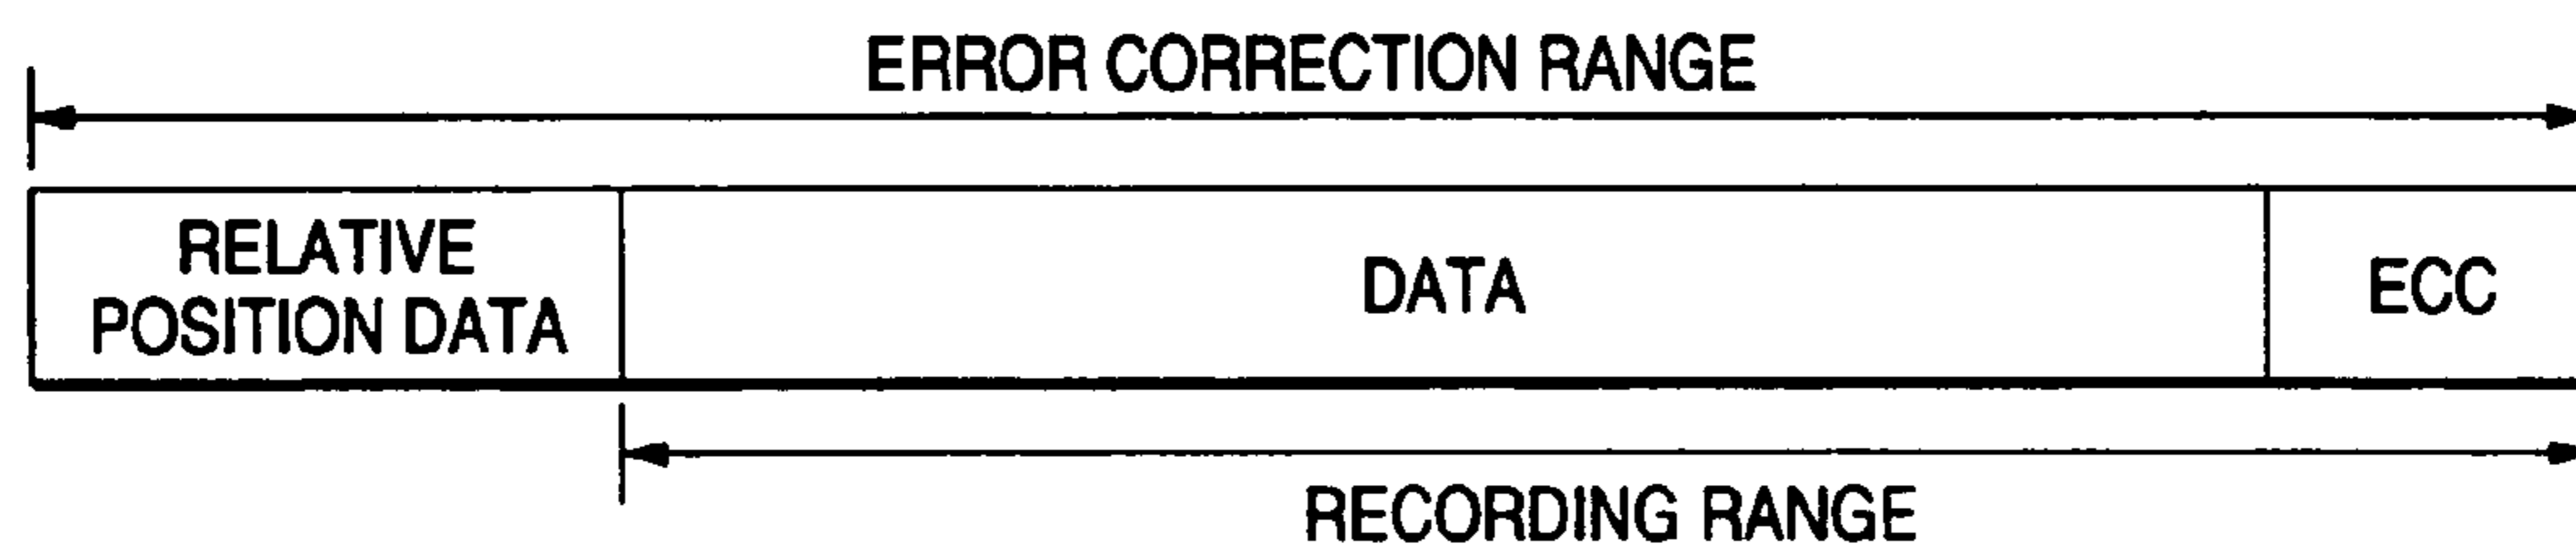 ERROR CORRECTION RANGE
RELATIVE
POSITION DATA
DATA
ECC
RECORDING RANGE